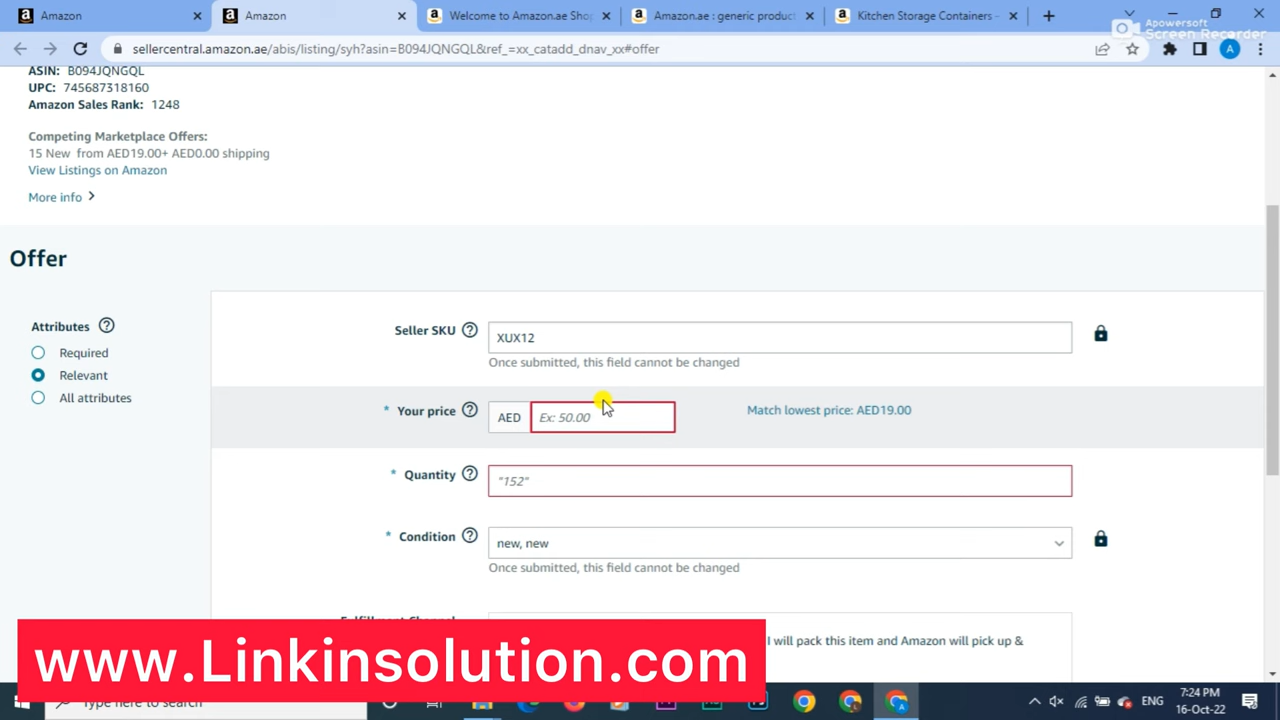 Amazon
Amazon
Welcome to Amazon.ae Shop
Amazon.ae : generic product
Kitchen Storage Containers -
Apowersoft
Screen Recorder
sellercentral.amazon.ae/abis/listing/syh?asin=B094JQNGQL&ref_=xx_catadd_dnav_xx#offer
A
ASIN: B094JQNGQL
UPC: 745687318160
Amazon Sales Rank: 1248
Competing Marketplace Offers:
15 New from AED19.00+ AED0.00 shipping
View Listings on Amazon
More info
Offer
Attributes
Required
Relevant
All attributes
Seller SKU
XUX12
Once submitted, this field cannot be changed
* Your price
AED
Ex: 50.00
Match lowest price: AED19.00
* Quantity
"152"
* Condition
new, new
Once submitted, this field cannot be changed
Fulfillment Channel
I will pack this item and Amazon will pick up &
www.Linkinsolution.com
Type here to search
ENG
7:24 PM
16-Oct-22